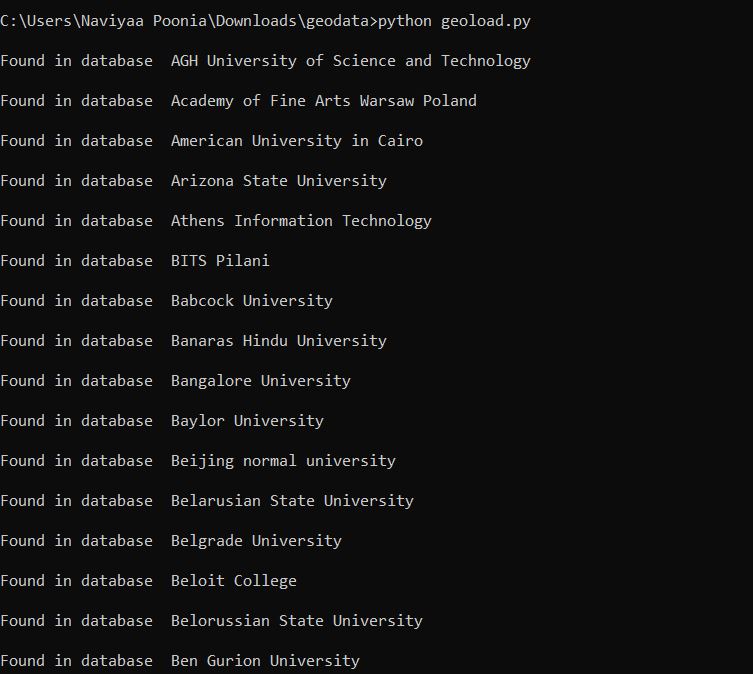 C:\Users\Naviyaa Poonia\Downloads\geodata>python geoload.py
Found in database  AGH University of Science and Technology
Found in database  Academy of Fine Arts Warsaw Poland
Found in database  American University in Cairo
Found in database  Arizona State University
Found in database  Athens Information Technology
Found in database  BITS Pilani
Found in database  Babcock University
Found in database  Banaras Hindu University
Found in database  Bangalore University
Found in database  Baylor University
Found in database  Beijing normal university
Found in database  Belarusian State University
Found in database  Belgrade University
Found in database  Beloit College
Found in database  Belorussian State University
Found in database  Ben Gurion University